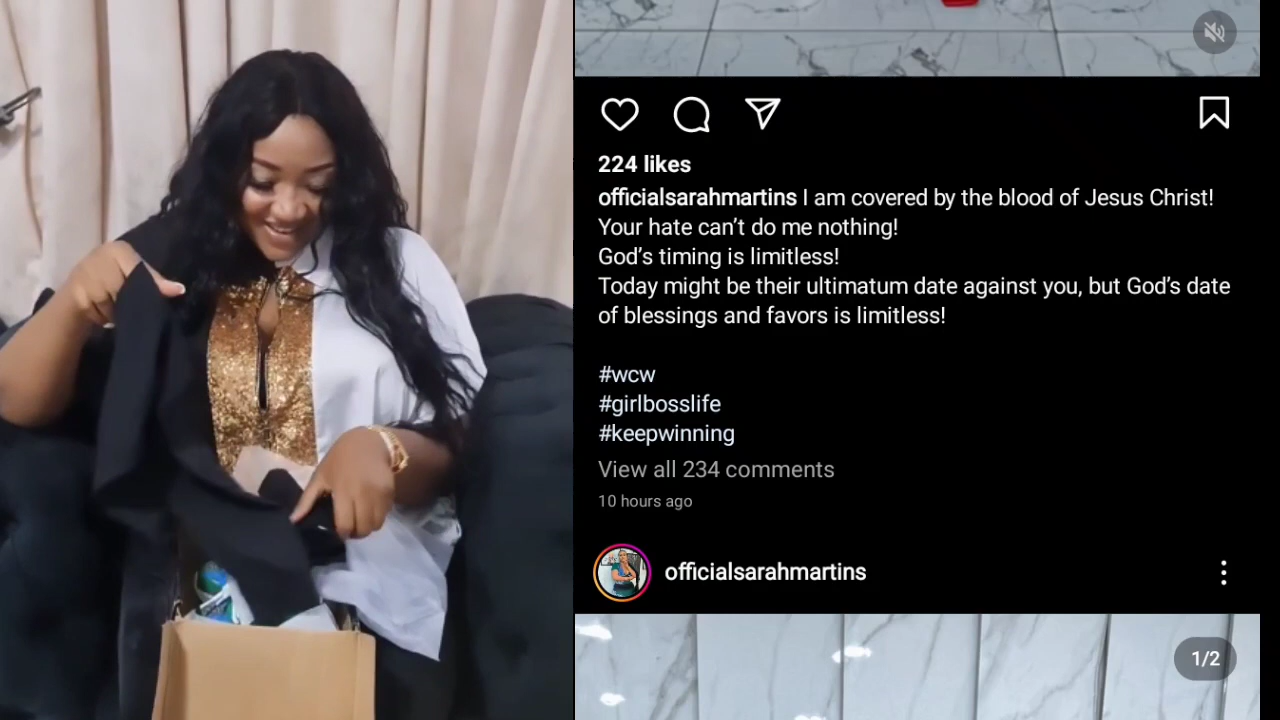 224 likes
officialsarahmartins I am covered by the blood of Jesus Christ!
Your hate can’t do me nothing!
God’s timing is limitless!
Today might be their ultimatum date against you, but God’s date
of blessings and favors is limitless!
#wcw
#girlbosslife
#keepwinning
View all 234 comments
10 hours ago
officialsarahmartins
1/2